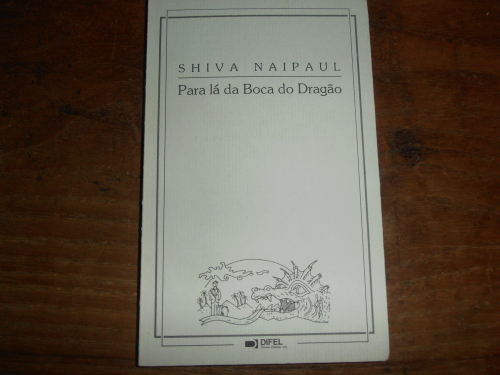 SHIVA NAIPAUL
Para lá da Boca do Dragão
DIFEL